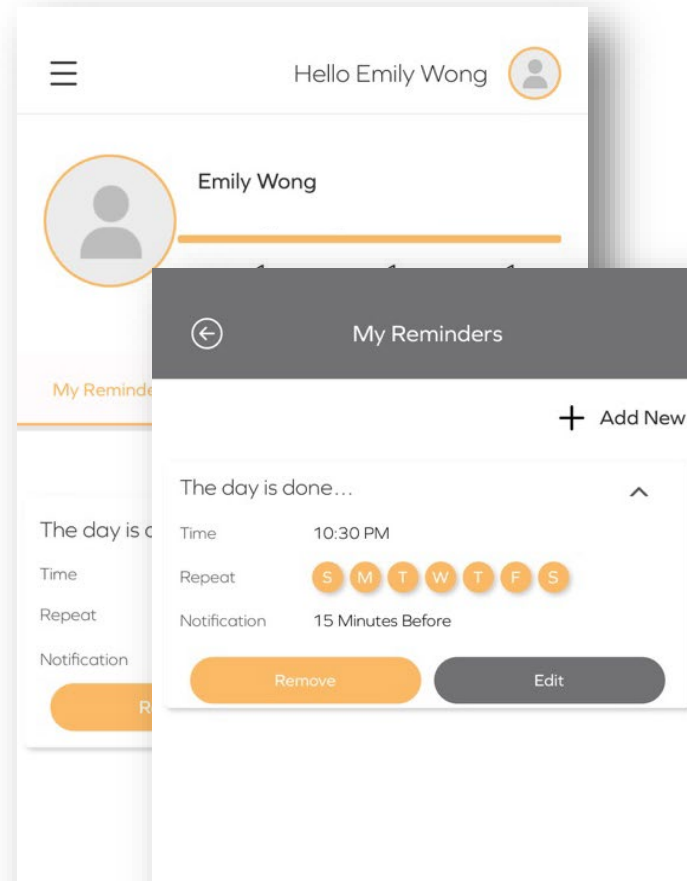 Hello Emily Wong
Emily Wong
My Reminde
The day is d
Time
Repeat
Notification
R
My Reminders
Add New
The day is done...
Time 10:30 PM
Repeat S M T W T F S
Notification 15 Minutes Before
Remove Edit